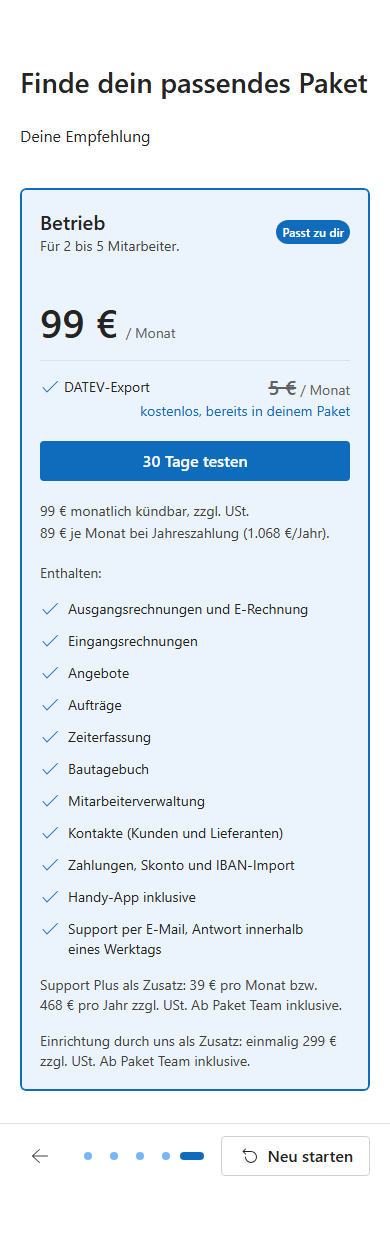 Finde dein passendes Paket
Deine Empfehlung
Betrieb
Für 2 bis 5 Mitarbeiter.
Passt zu dir
99 € / Monat
DATEV-Export
5 € / Monat
kostenlos, bereits in deinem Paket
30 Tage testen
99 € monatlich kündbar, zzgl. USt.
89 € je Monat bei Jahreszahlung (1.068 €/Jahr).
Enthalten:
Ausgangsrechnungen und E-Rechnung
Eingangsrechnungen
Angebote
Aufträge
Zeiterfassung
Bautagebuch
Mitarbeiterverwaltung
Kontakte (Kunden und Lieferanten)
Zahlungen, Skonto und IBAN-Import
Handy-App inklusive
Support per E-Mail, Antwort innerhalb
eines Werktags
Support Plus als Zusatz: 39 € pro Monat bzw.
468 € pro Jahr zzgl. USt. Ab Paket Team inklusive.
Einrichtung durch uns als Zusatz: einmalig 299 €
zzgl. USt. Ab Paket Team inklusive.
Neu starten